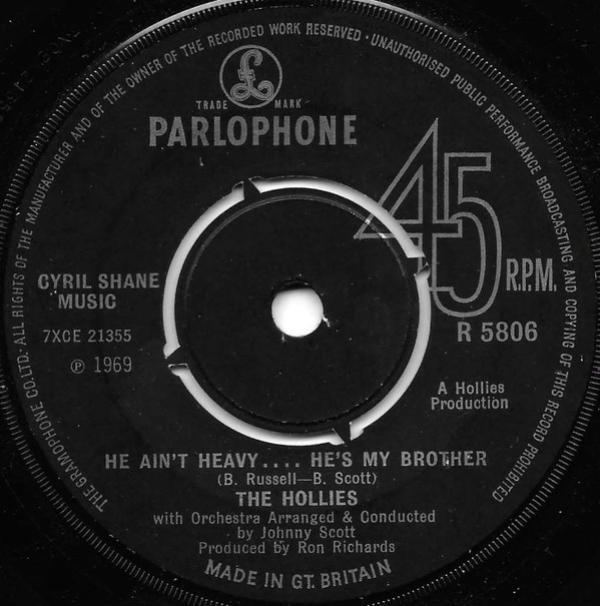 THE GRAMOPHONE CO.LTD. ALL RIGHTS OF THE MANUFACTURER AND OF THE OWNER OF THE RECORDED WORK RESERVED · UNAUTHORISED PUBLIC PERFORMANCE BROADCASTING AND COPYING OF THIS RECORD PROHIBITED
£
TRADE MARK
PARLOPHONE
45
R.P.M.
CYRIL SHANE
MUSIC
7XCE 21355
℗ 1969
R 5806
A Hollies
Production
HE AIN'T HEAVY.... HE'S MY BROTHER
(B. Russell—B. Scott)
THE HOLLIES
with Orchestra Arranged & Conducted
by Johnny Scott
Produced by Ron Richards
MADE IN GT. BRITAIN